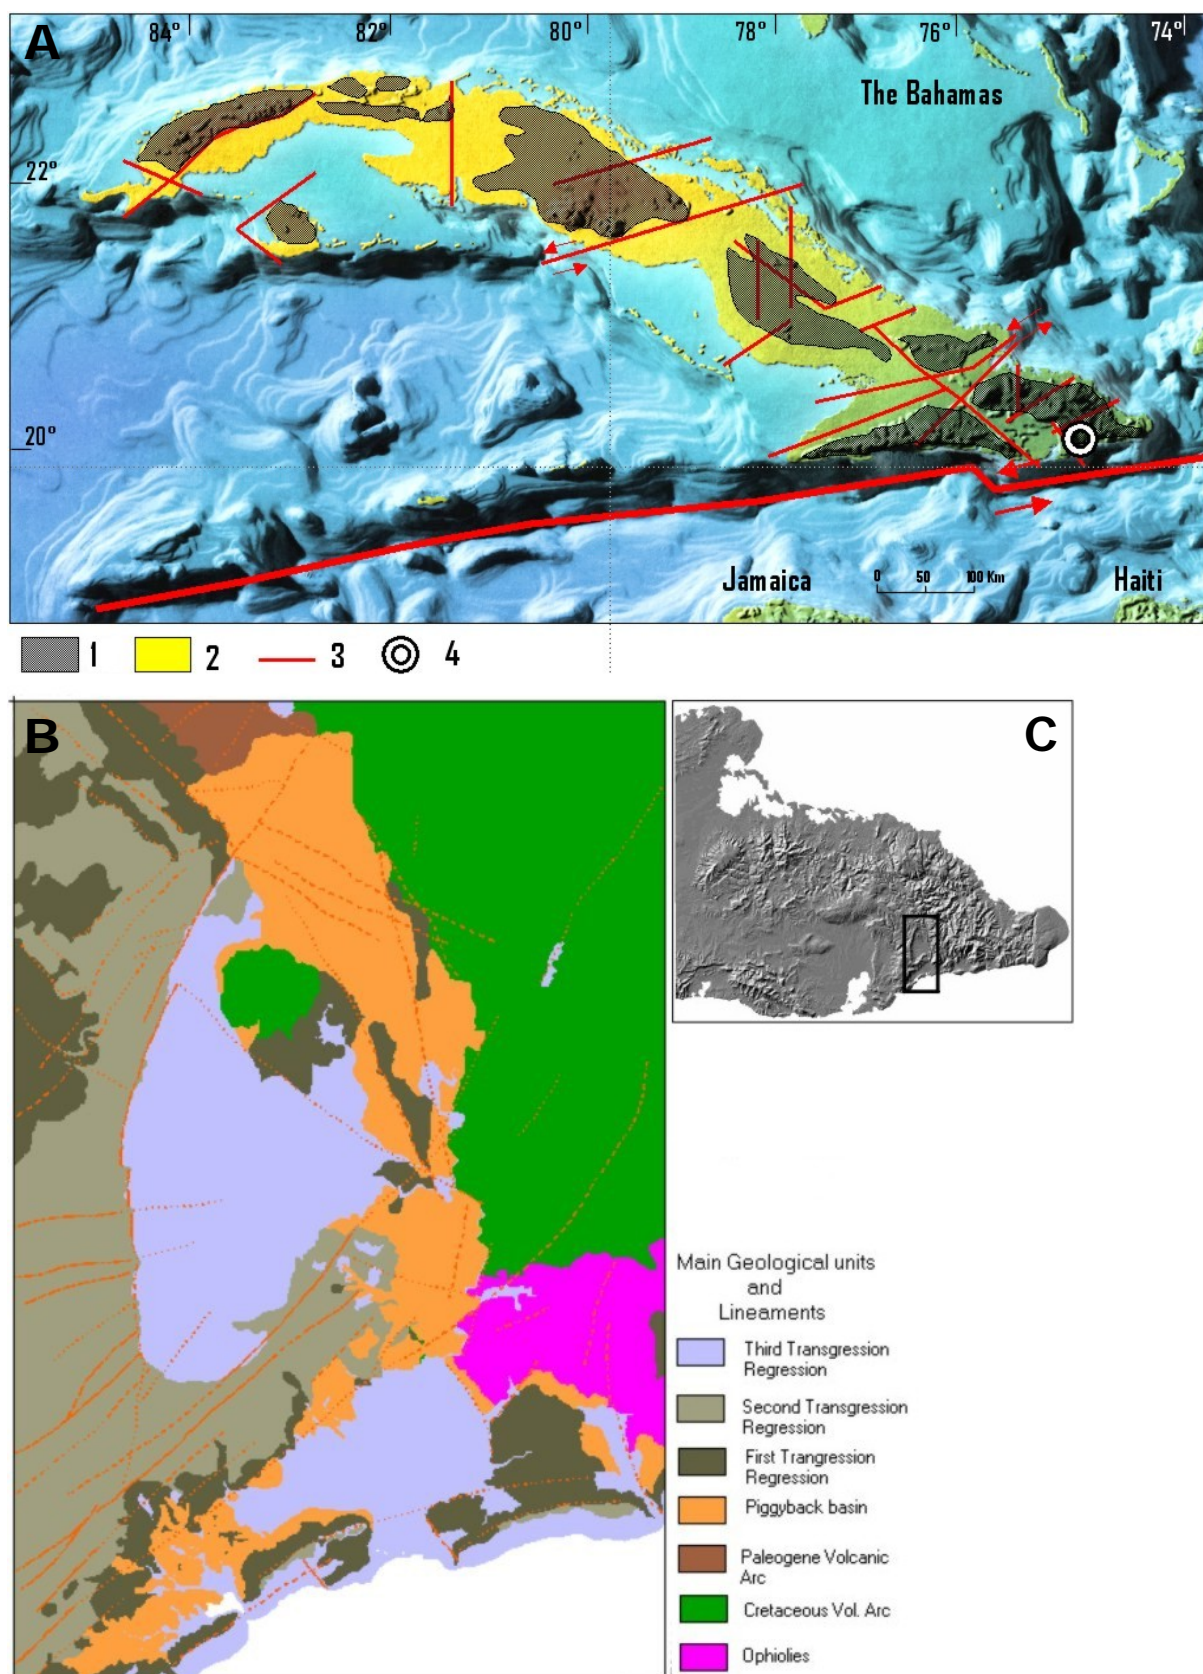 A
84° 82° 80° 78° 76° 74°
The Bahamas
22°
20°
Jamaica
0 50 100 Km
Haiti
1 2 3 4
B
C
Main Geological units
and
Lineaments
Third Transgression
Regression
Second Transgression
Regression
First Trangression
Regression
Piggyback basin
Paleogene Volcanic
Arc
Cretaceous Vol. Arc
Ophiolies